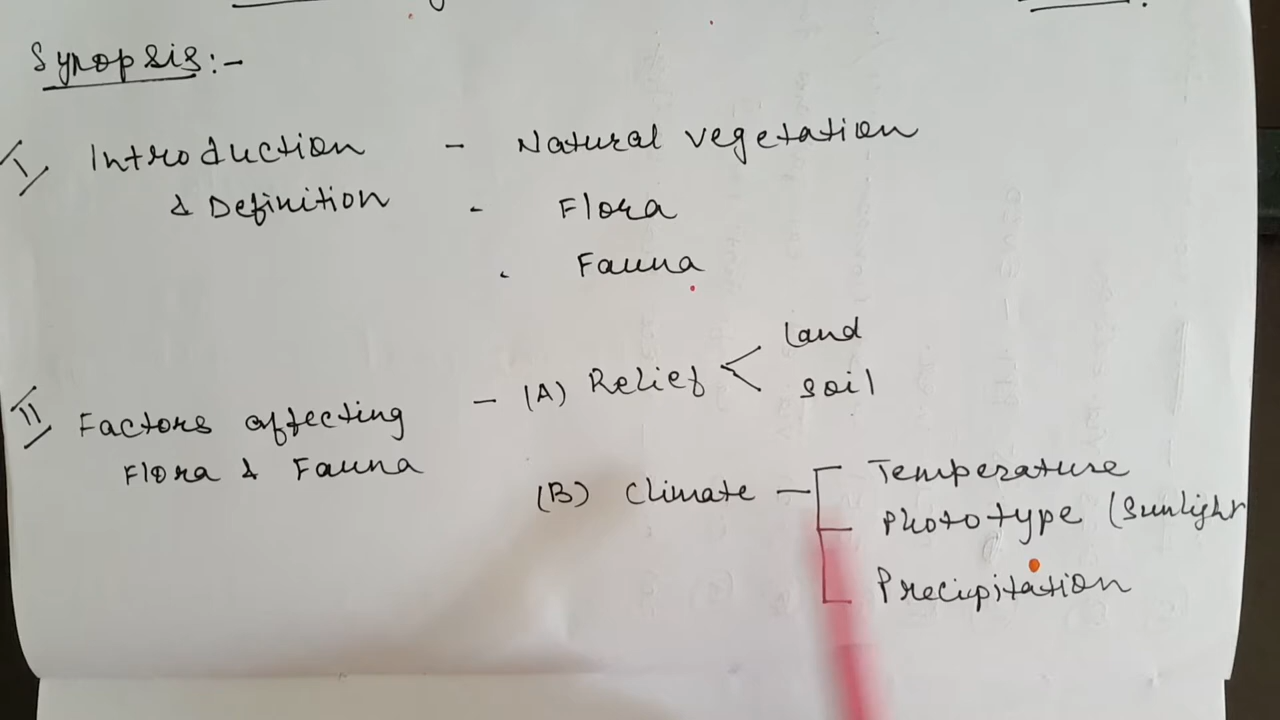 Synopsis:-
I, Introduction - Natural vegetation
& Definition - Flora
- Fauna
II, Factors affecting - (A) Relief < land
soil
Flora & Fauna
(B) Climate - Temperature
Phototype (Sunlight
Precipitation